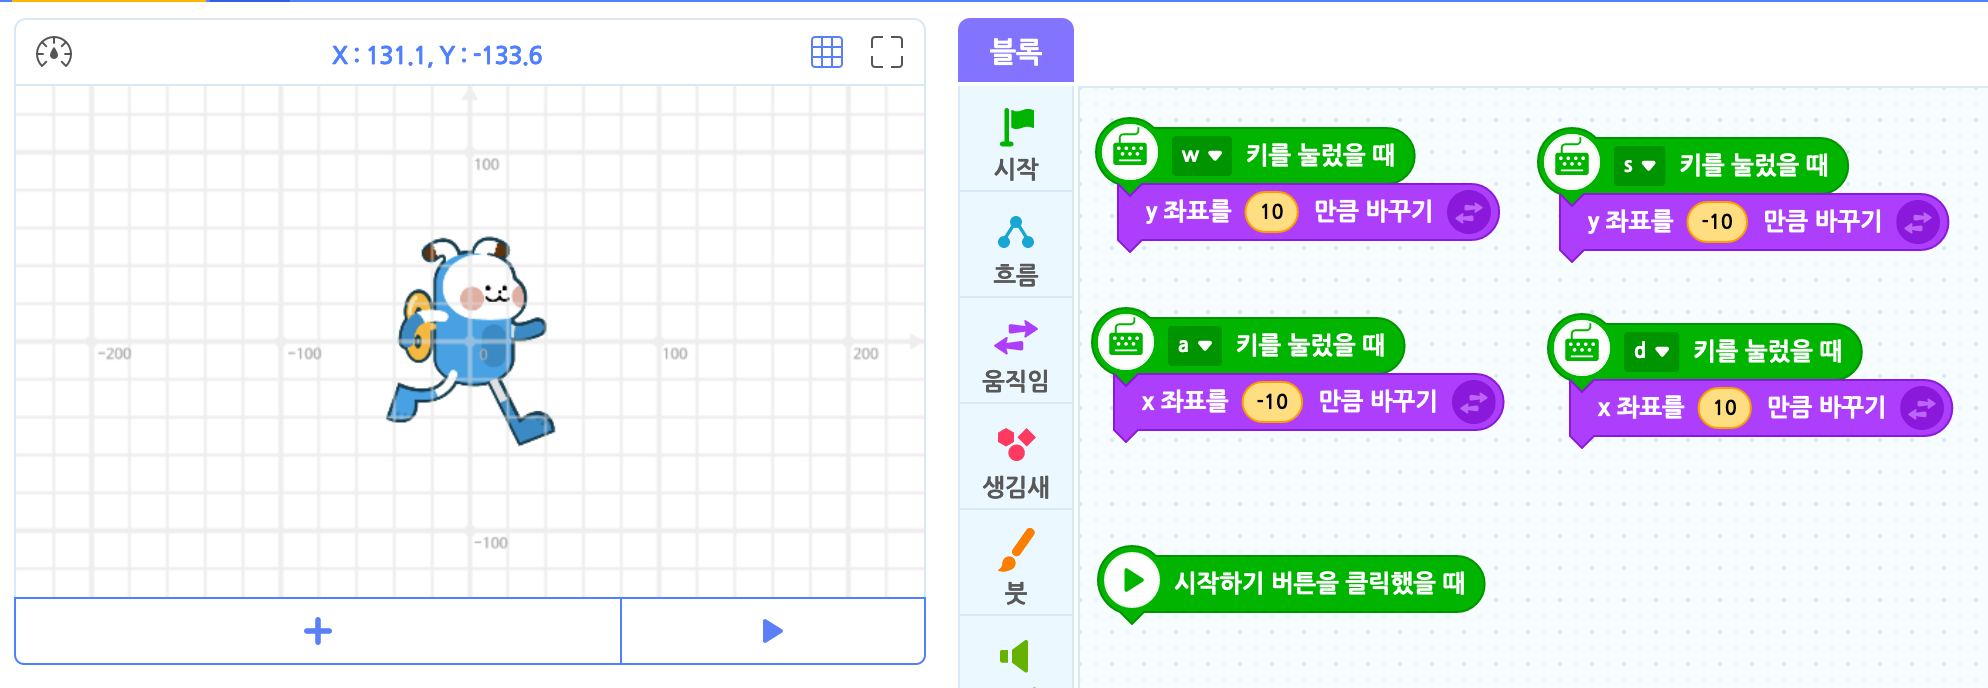 X : 131.1, Y : -133.6
100
-200
-100
0
100
200
-100
블록
시작
흐름
움직임
생김새
붓
w 키를 눌렀을 때
y 좌표를 10 만큼 바꾸기
s 키를 눌렀을 때
y 좌표를 -10 만큼 바꾸기
a 키를 눌렀을 때
x 좌표를 -10 만큼 바꾸기
d 키를 눌렀을 때
x 좌표를 10 만큼 바꾸기
시작하기 버튼을 클릭했을 때